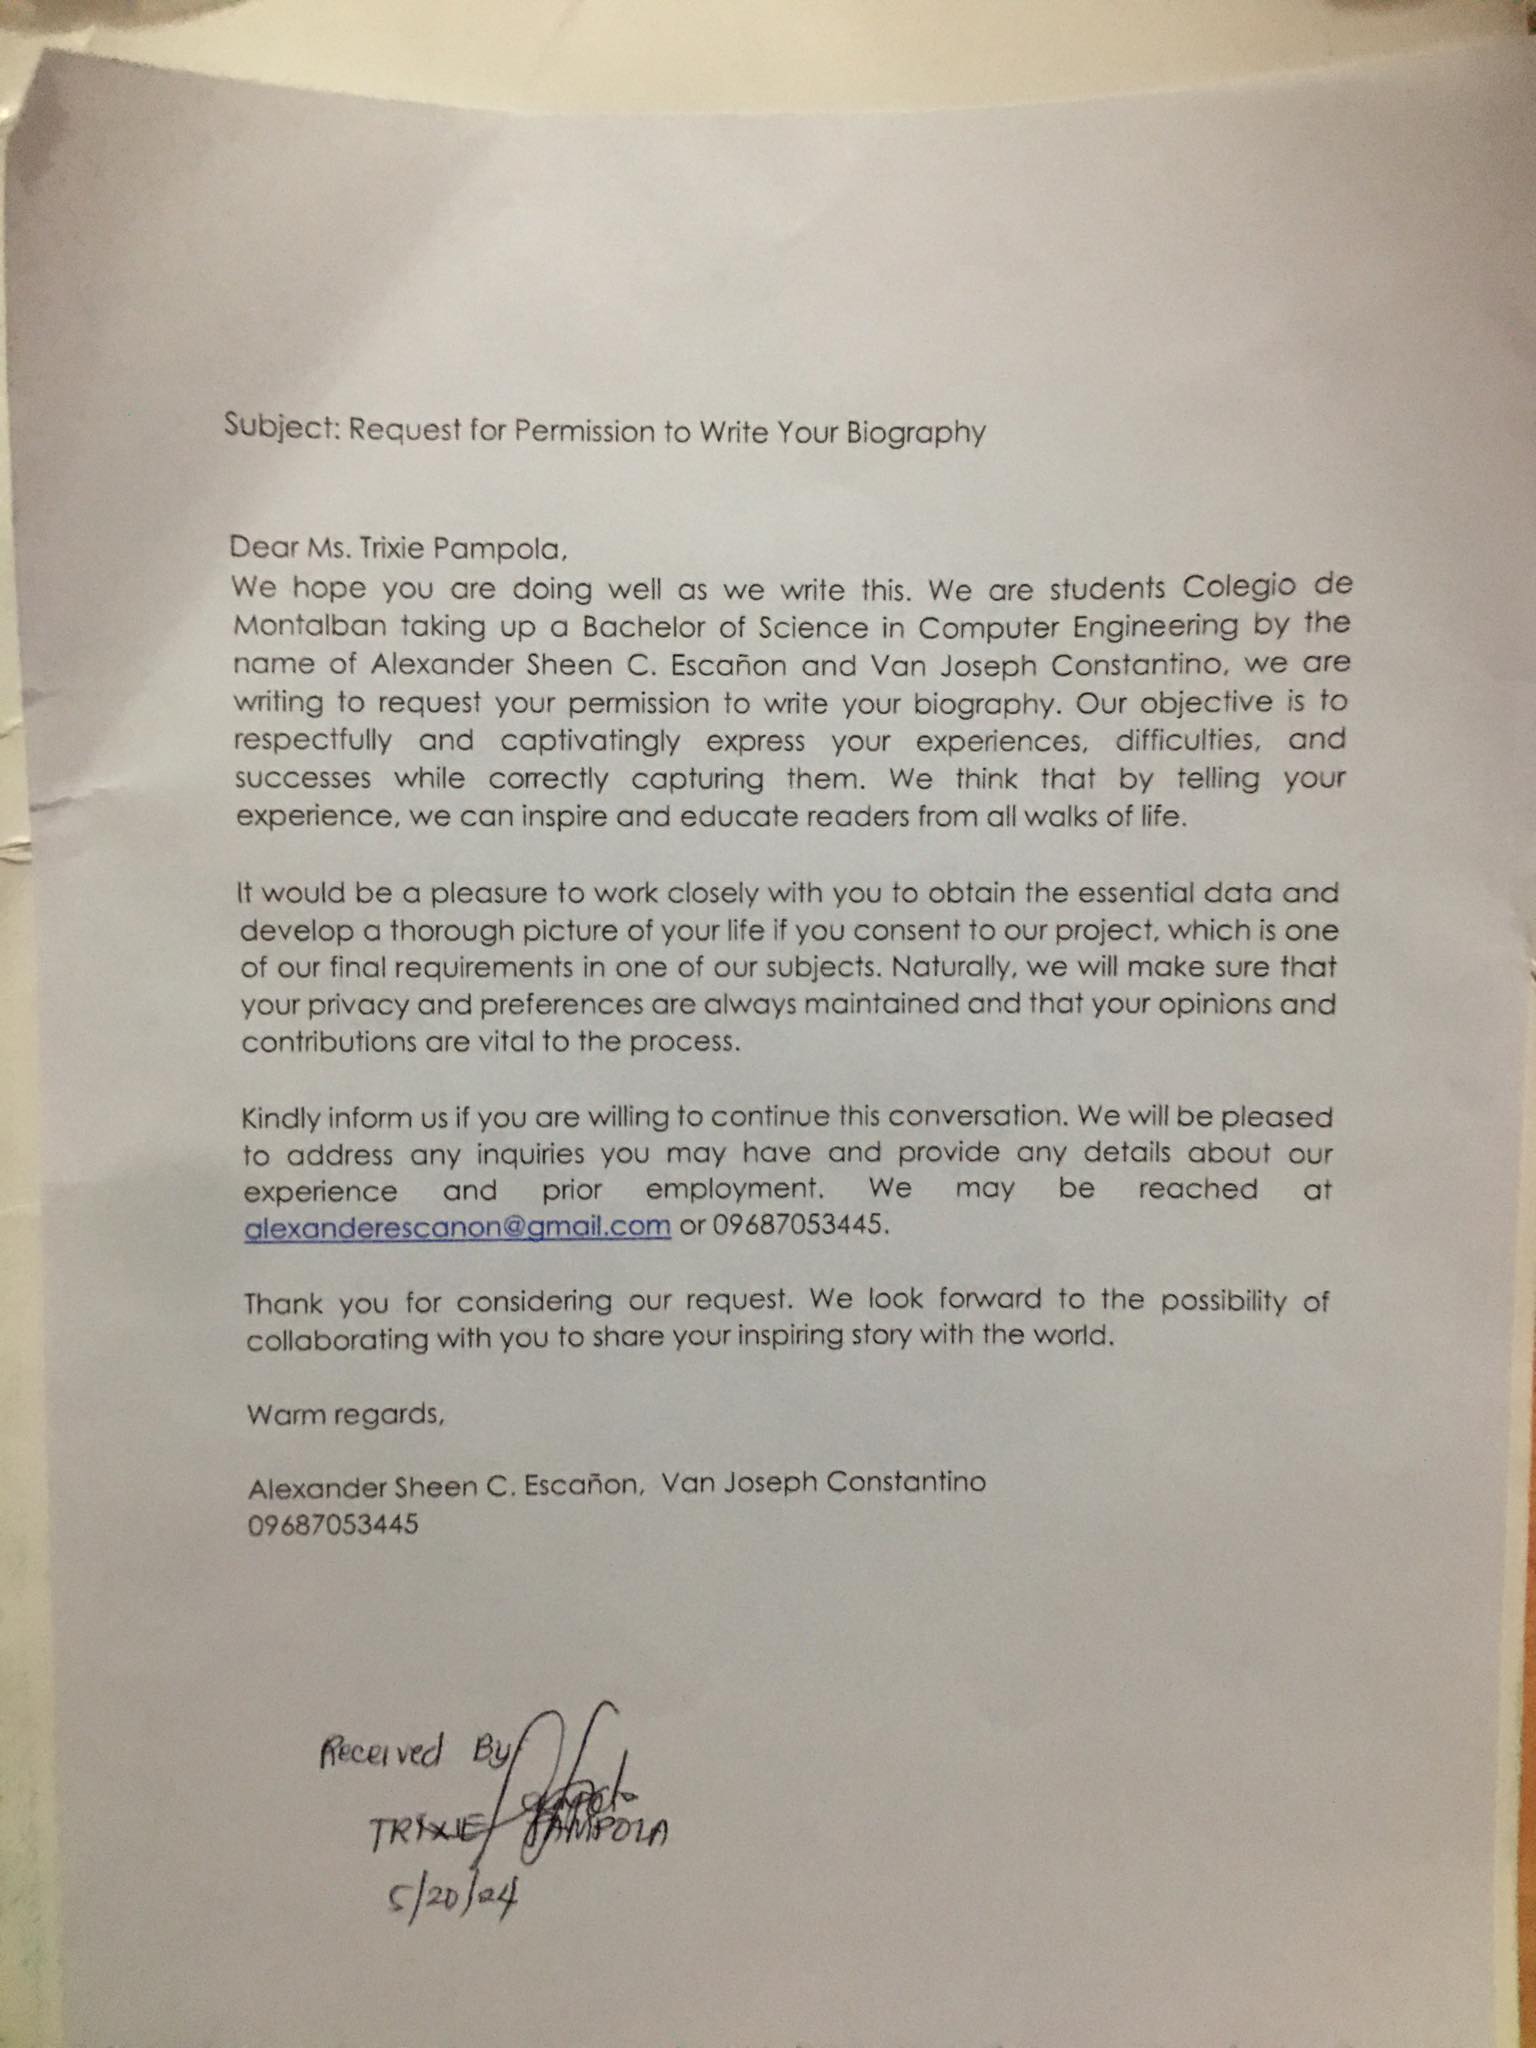 Subject: Request for Permission to Write Your Biography
Dear Ms. Trixie Pampola,
We hope you are doing well as we write this. We are students Colegio de
Montalban taking up a Bachelor of Science in Computer Engineering by the
name of Alexander Sheen C. Escañon and Van Joseph Constantino, we are
writing to request your permission to write your biography. Our objective is to
respectfully and captivatingly express your experiences, difficulties, and
successes while correctly capturing them. We think that by telling your
experience, we can inspire and educate readers from all walks of life.
It would be a pleasure to work closely with you to obtain the essential data and
develop a thorough picture of your life if you consent to our project, which is one
of our final requirements in one of our subjects. Naturally, we will make sure that
your privacy and preferences are always maintained and that your opinions and
contributions are vital to the process.
Kindly inform us if you are willing to continue this conversation. We will be pleased
to address any inquiries you may have and provide any details about our
experience and prior employment. We may be reached at
alexanderescanon@gmail.com or 09687053445.
Thank you for considering our request. We look forward to the possibility of
collaborating with you to share your inspiring story with the world.
Warm regards,
Alexander Sheen C. Escañon, Van Joseph Constantino
09687053445
Received By
TRIXIE PAMPOLA
5/20/24